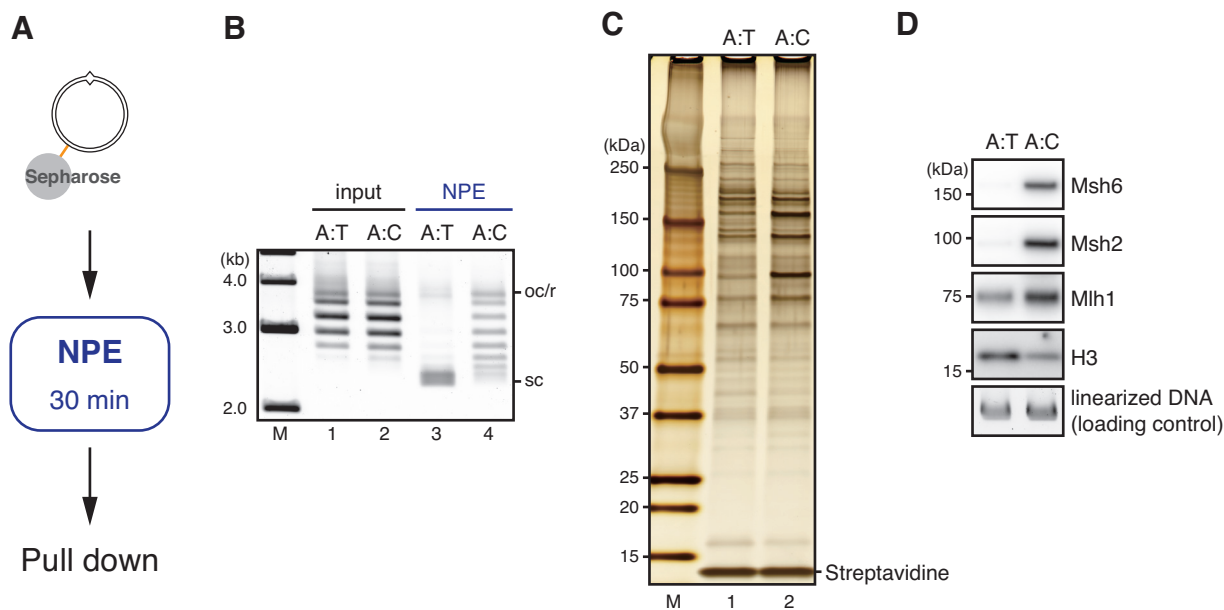 A
Sepharose
NPE
30 min
Pull down
B
input NPE
A:T A:C A:T A:C
(kb)
4.0
3.0
2.0
oc/r
sc
M 1 2 3 4
C
A:T A:C
(kDa)
250
150
100
75
50
37
25
20
15
Streptavidine
M 1 2
D
A:T A:C
(kDa)
150
Msh6
100
Msh2
75
Mlh1
15
H3
linearized DNA
(loading control)